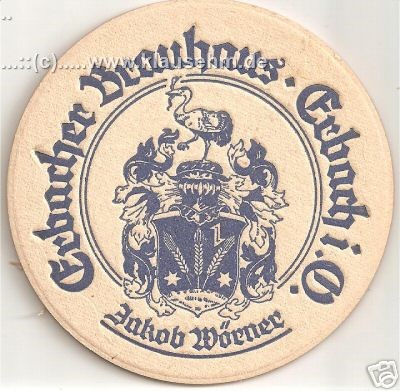 ...::(c)......www.klausehm.de......::...
Erbacher Brauhaus · Erbach i. O.
Jakob Wörner